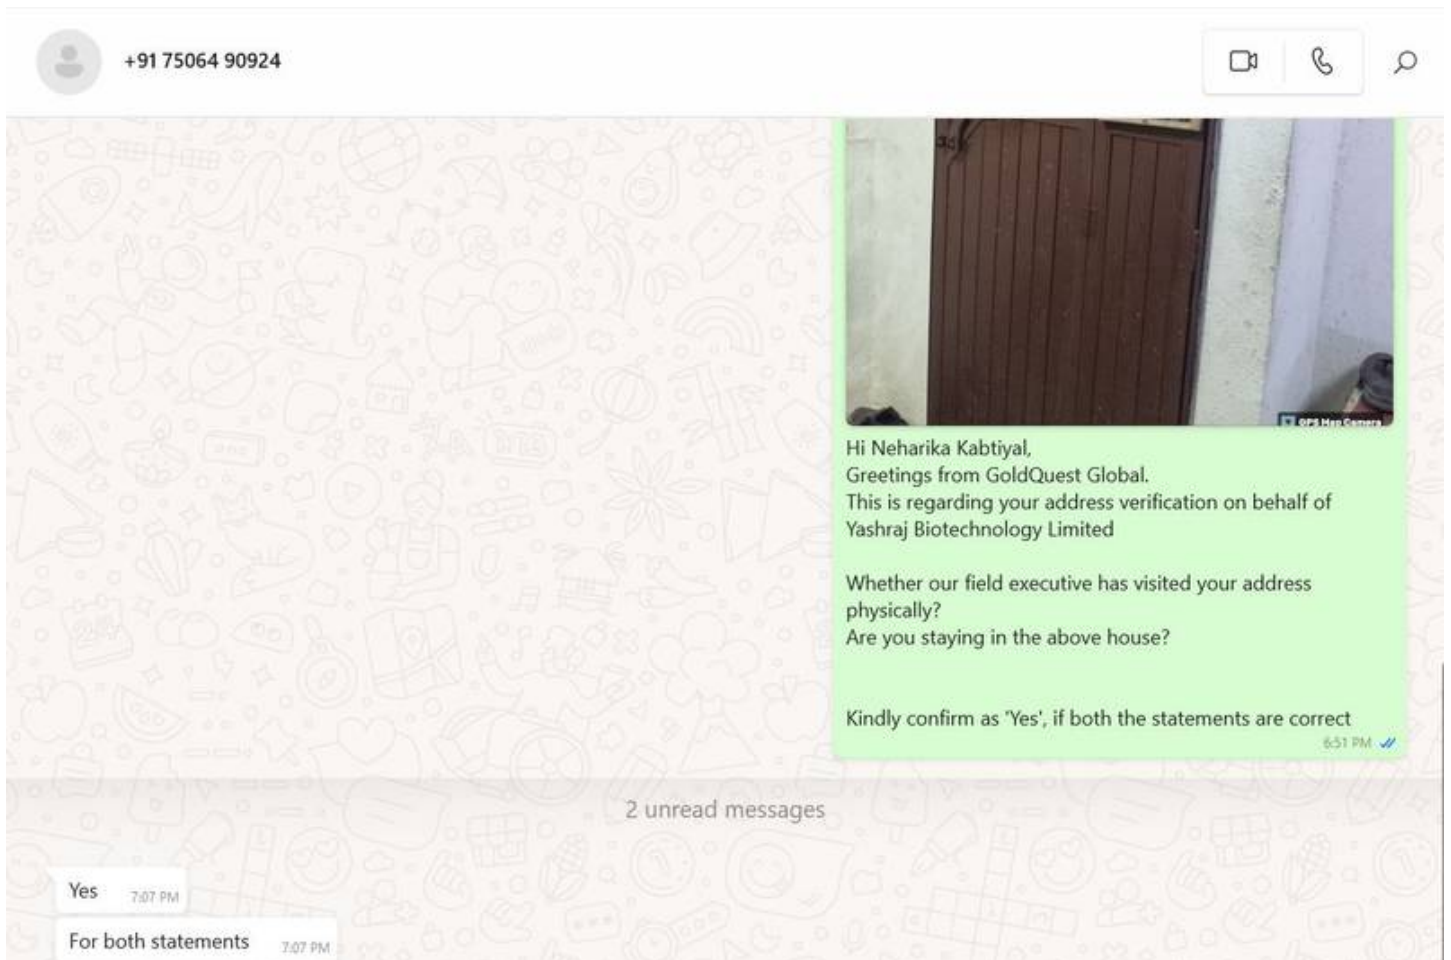 +91 75064 90924
GPS Map Camera
Hi Neharika Kabtiyal,
Greetings from GoldQuest Global.
This is regarding your address verification on behalf of
Yashraj Biotechnology Limited
Whether our field executive has visited your address
physically?
Are you staying in the above house?
Kindly confirm as 'Yes', if both the statements are correct
6:51 PM
2 unread messages
Yes 7:07 PM
For both statements 7:07 PM